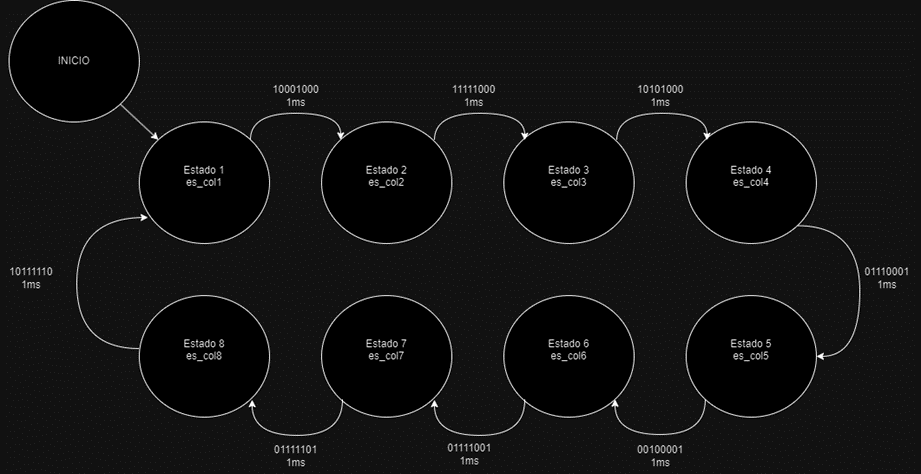 INICIO
10001000
1ms
11111000
1ms
10101000
1ms
Estado 1
es_col1
Estado 2
es_col2
Estado 3
es_col3
Estado 4
es_col4
10111110
1ms
01110001
1ms
Estado 8
es_col8
Estado 7
es_col7
Estado 6
es_col6
Estado 5
es_col5
01111101
1ms
01111001
1ms
00100001
1ms